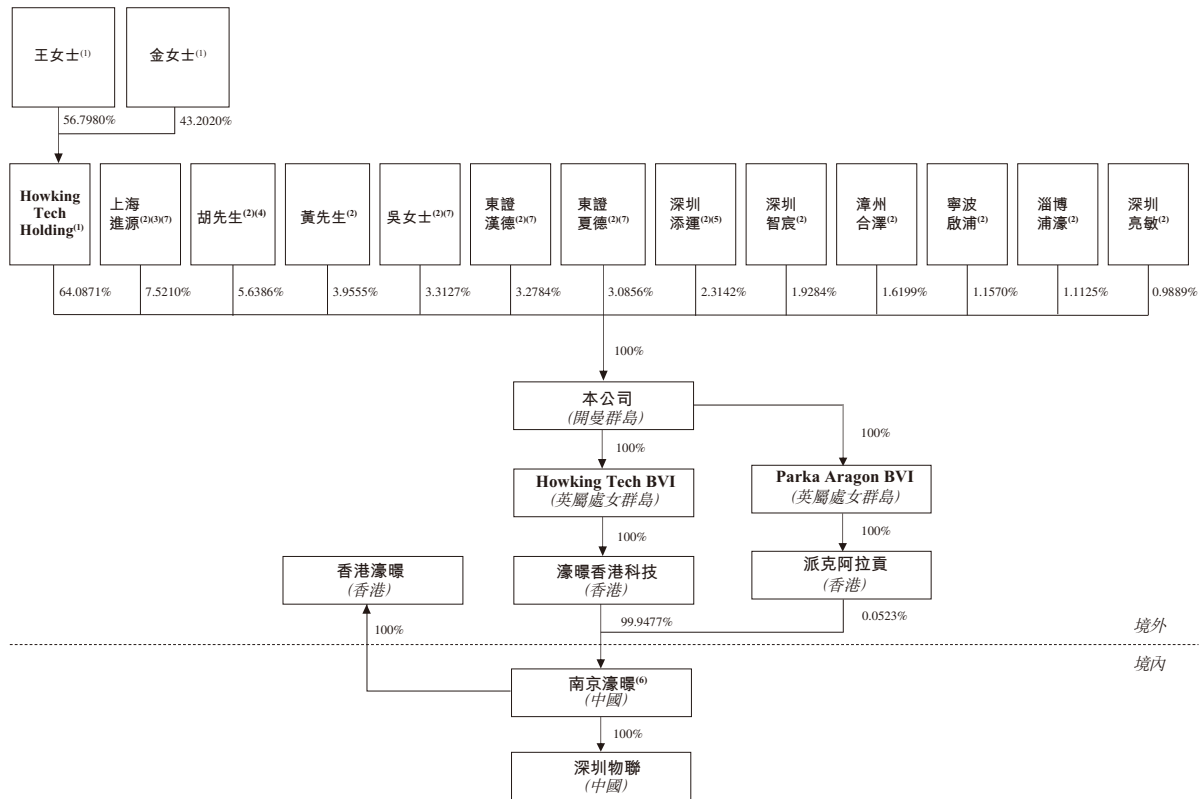 王女士(1)
金女士(1)
56.7980%
43.2020%
Howking
Tech
Holding(1)
上海
進源(2)(3)(7)
胡先生(2)(4)
黃先生(2)
吳女士(2)(7)
東證
漢德(2)(7)
東證
夏德(2)(7)
深圳
添運(2)(5)
深圳
智宸(2)
漳州
合澤(2)
寧波
啟浦(2)
淄博
浦濠(2)
深圳
亮敏(2)
64.0871%
7.5210%
5.6386%
3.9555%
3.3127%
3.2784%
3.0856%
2.3142%
1.9284%
1.6199%
1.1570%
1.1125%
0.9889%
100%
本公司
(開曼群島)
100%
100%
Howking Tech BVI
(英屬處女群島)
Parka Aragon BVI
(英屬處女群島)
100%
100%
香港濠暻
(香港)
濠暻香港科技
(香港)
派克阿拉貢
(香港)
100%
99.9477%
0.0523%
境外
境內
南京濠暻(6)
(中國)
100%
深圳物聯
(中國)